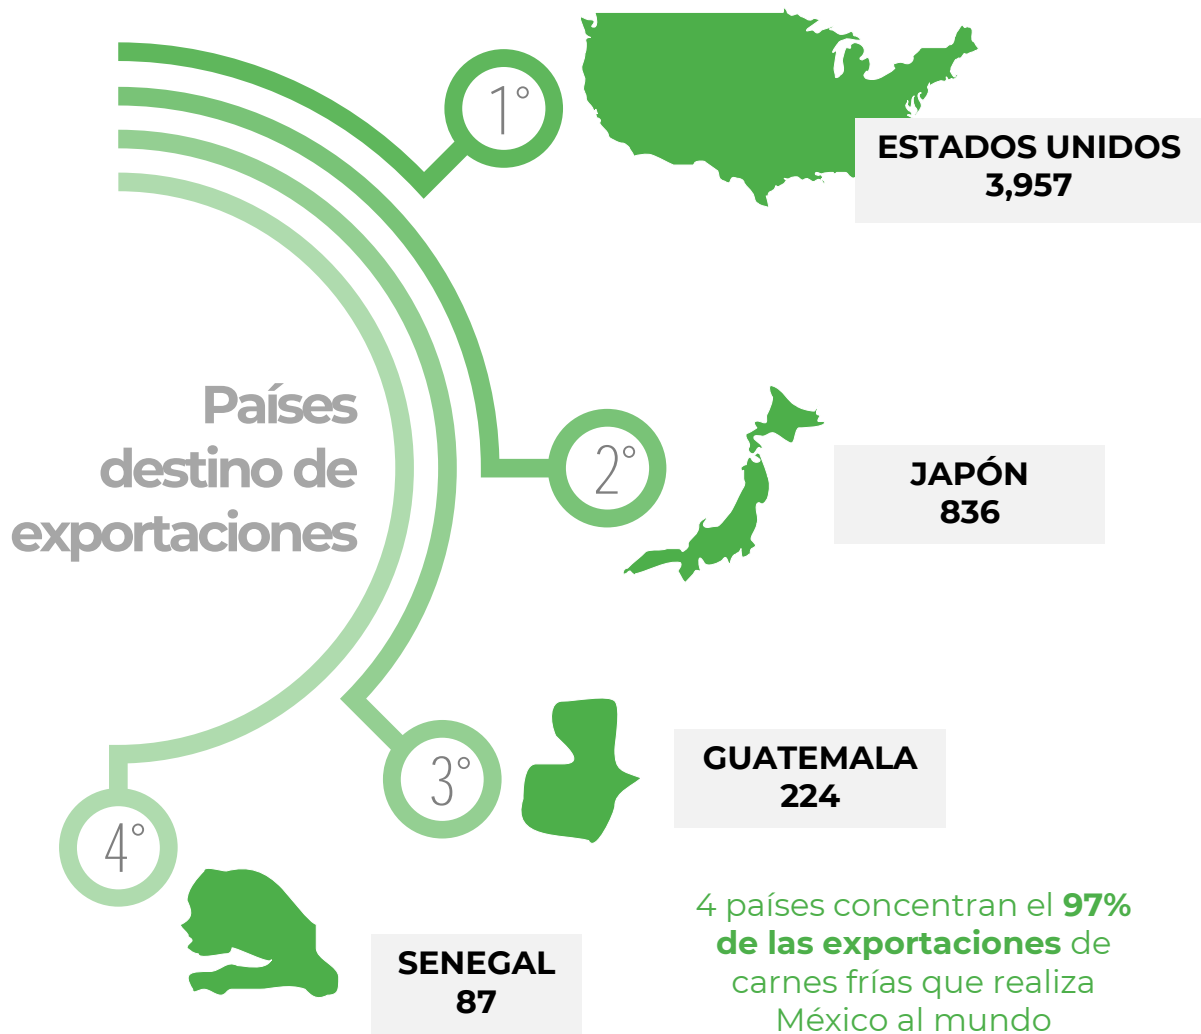 1°
ESTADOS UNIDOS
3,957
Países
destino de
exportaciones
2°
JAPÓN
836
3°
GUATEMALA
224
4°
SENEGAL
87
4 países concentran el 97%
de las exportaciones de
carnes frías que realiza
México al mundo